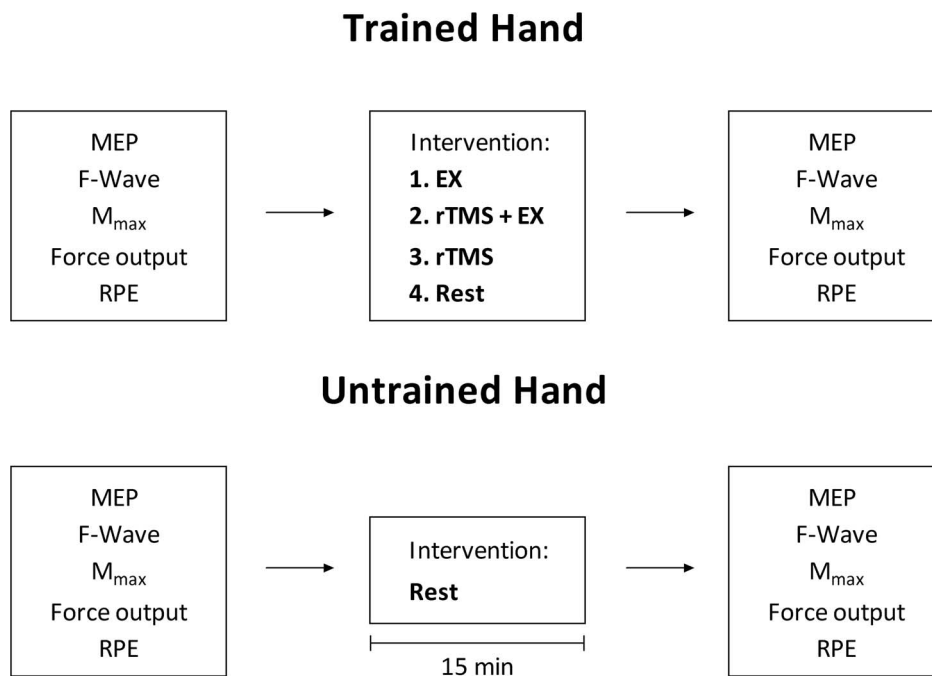 Trained Hand
MEP
F-Wave
Mmax
Force output
RPE
Intervention:
1. EX
2. rTMS + EX
3. rTMS
4. Rest
MEP
F-Wave
Mmax
Force output
RPE
Untrained Hand
MEP
F-Wave
Mmax
Force output
RPE
Intervention:
Rest
15 min
MEP
F-Wave
Mmax
Force output
RPE